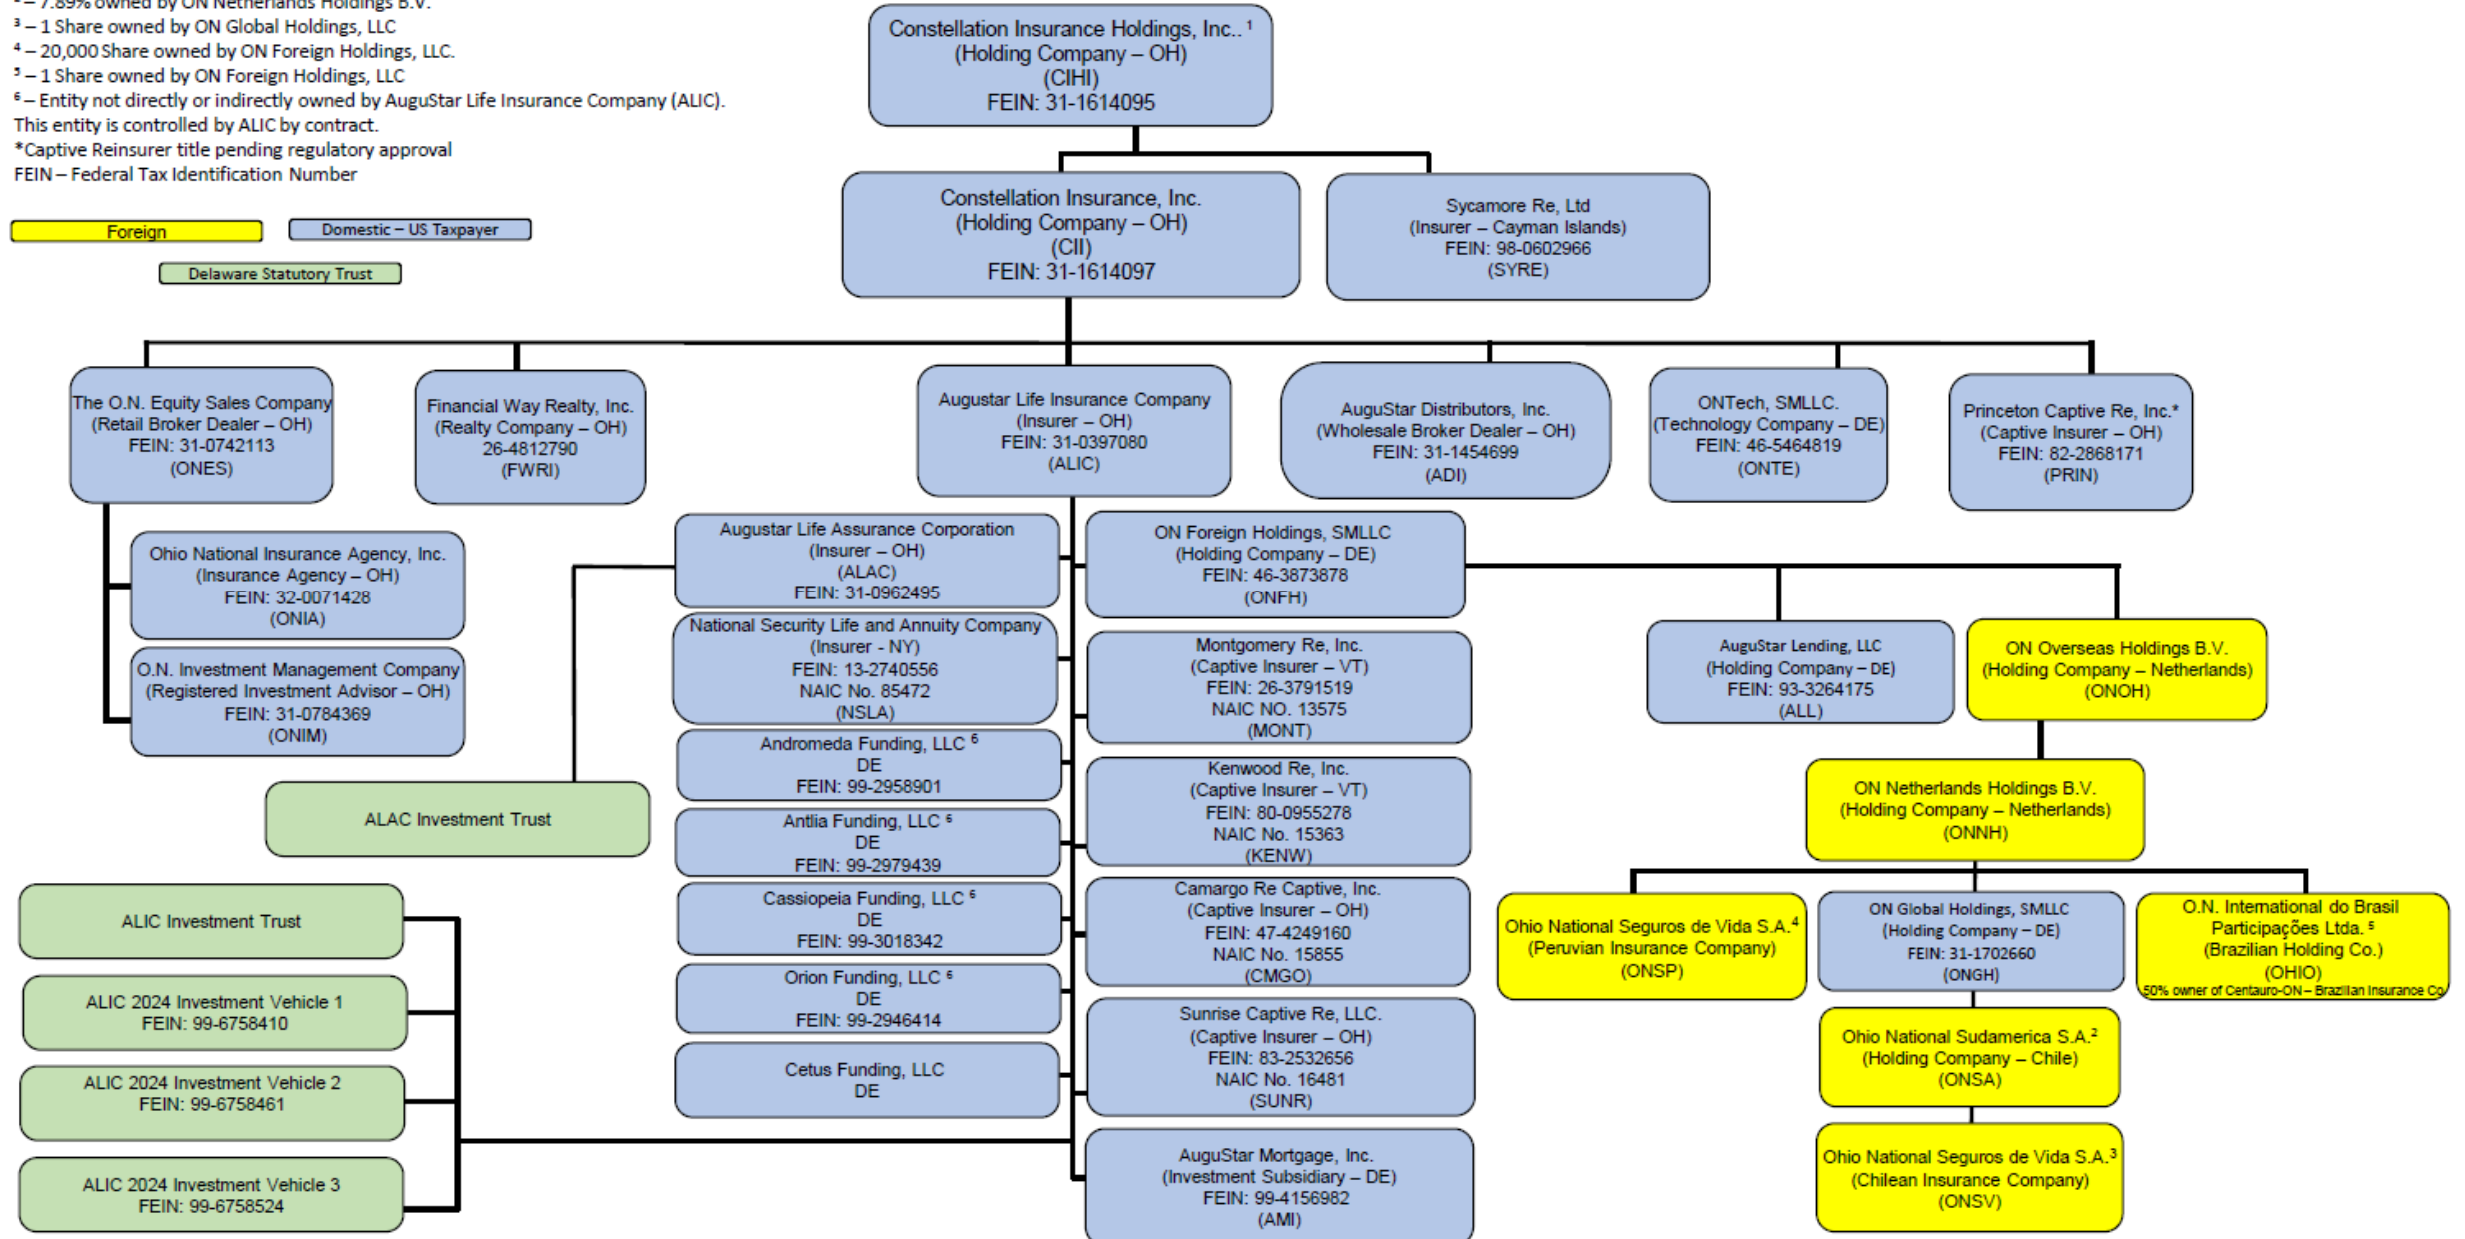 ² – 7.89% owned by ON Netherlands Holdings B.V.
³ – 1 Share owned by ON Global Holdings, LLC
⁴ – 20,000 Share owned by ON Foreign Holdings, LLC.
⁵ – 1 Share owned by ON Foreign Holdings, LLC
⁶ – Entity not directly or indirectly owned by AuguStar Life Insurance Company (ALIC).
This entity is controlled by ALIC by contract.
*Captive Reinsurer title pending regulatory approval
FEIN – Federal Tax Identification Number
Foreign
Domestic – US Taxpayer
Delaware Statutory Trust
Constellation Insurance Holdings, Inc.. ¹
(Holding Company – OH)
(CIHI)
FEIN: 31-1614095
Constellation Insurance, Inc.
(Holding Company – OH)
(CII)
FEIN: 31-1614097
Sycamore Re, Ltd
(Insurer – Cayman Islands)
FEIN: 98-0602966
(SYRE)
The O.N. Equity Sales Company
(Retail Broker Dealer – OH)
FEIN: 31-0742113
(ONES)
Financial Way Realty, Inc.
(Realty Company – OH)
26-4812790
(FWRI)
Augustar Life Insurance Company
(Insurer – OH)
FEIN: 31-0397080
(ALIC)
AuguStar Distributors, Inc.
(Wholesale Broker Dealer – OH)
FEIN: 31-1454699
(ADI)
ONTech, SMLLC.
(Technology Company – DE)
FEIN: 46-5464819
(ONTE)
Princeton Captive Re, Inc.*
(Captive Insurer – OH)
FEIN: 82-2868171
(PRIN)
Ohio National Insurance Agency, Inc.
(Insurance Agency – OH)
FEIN: 32-0071428
(ONIA)
O.N. Investment Management Company
(Registered Investment Advisor – OH)
FEIN: 31-0784369
(ONIM)
Augustar Life Assurance Corporation
(Insurer – OH)
(ALAC)
FEIN: 31-0962495
National Security Life and Annuity Company
(Insurer - NY)
FEIN: 13-2740556
NAIC No. 85472
(NSLA)
Andromeda Funding, LLC ⁶
DE
FEIN: 99-2958901
Antlia Funding, LLC ⁶
DE
FEIN: 99-2979439
Cassiopeia Funding, LLC ⁶
DE
FEIN: 99-3018342
Orion Funding, LLC ⁶
DE
FEIN: 99-2946414
Cetus Funding, LLC
DE
ON Foreign Holdings, SMLLC
(Holding Company – DE)
FEIN: 46-3873878
(ONFH)
Montgomery Re, Inc.
(Captive Insurer – VT)
FEIN: 26-3791519
NAIC NO. 13575
(MONT)
Kenwood Re, Inc.
(Captive Insurer – VT)
FEIN: 80-0955278
NAIC No. 15363
(KENW)
Camargo Re Captive, Inc.
(Captive Insurer – OH)
FEIN: 47-4249160
NAIC No. 15855
(CMGO)
Sunrise Captive Re, LLC.
(Captive Insurer – OH)
FEIN: 83-2532656
NAIC No. 16481
(SUNR)
AuguStar Mortgage, Inc.
(Investment Subsidiary – DE)
FEIN: 99-4156982
(AMI)
AuguStar Lending, LLC
(Holding Company – DE)
FEIN: 93-3264175
(ALL)
ON Overseas Holdings B.V.
(Holding Company – Netherlands)
(ONOH)
ON Netherlands Holdings B.V.
(Holding Company – Netherlands)
(ONNH)
Ohio National Seguros de Vida S.A.⁴
(Peruvian Insurance Company)
(ONSP)
ON Global Holdings, SMLLC
(Holding Company – DE)
FEIN: 31-1702660
(ONGH)
O.N. International do Brasil
Participações Ltda. ⁵
(Brazilian Holding Co.)
(OHIO)
50% owner of Centauro-ON – Brazilian Insurance Co
Ohio National Sudamerica S.A.²
(Holding Company – Chile)
(ONSA)
Ohio National Seguros de Vida S.A.³
(Chilean Insurance Company)
(ONSV)
ALAC Investment Trust
ALIC Investment Trust
ALIC 2024 Investment Vehicle 1
FEIN: 99-6758410
ALIC 2024 Investment Vehicle 2
FEIN: 99-6758461
ALIC 2024 Investment Vehicle 3
FEIN: 99-6758524